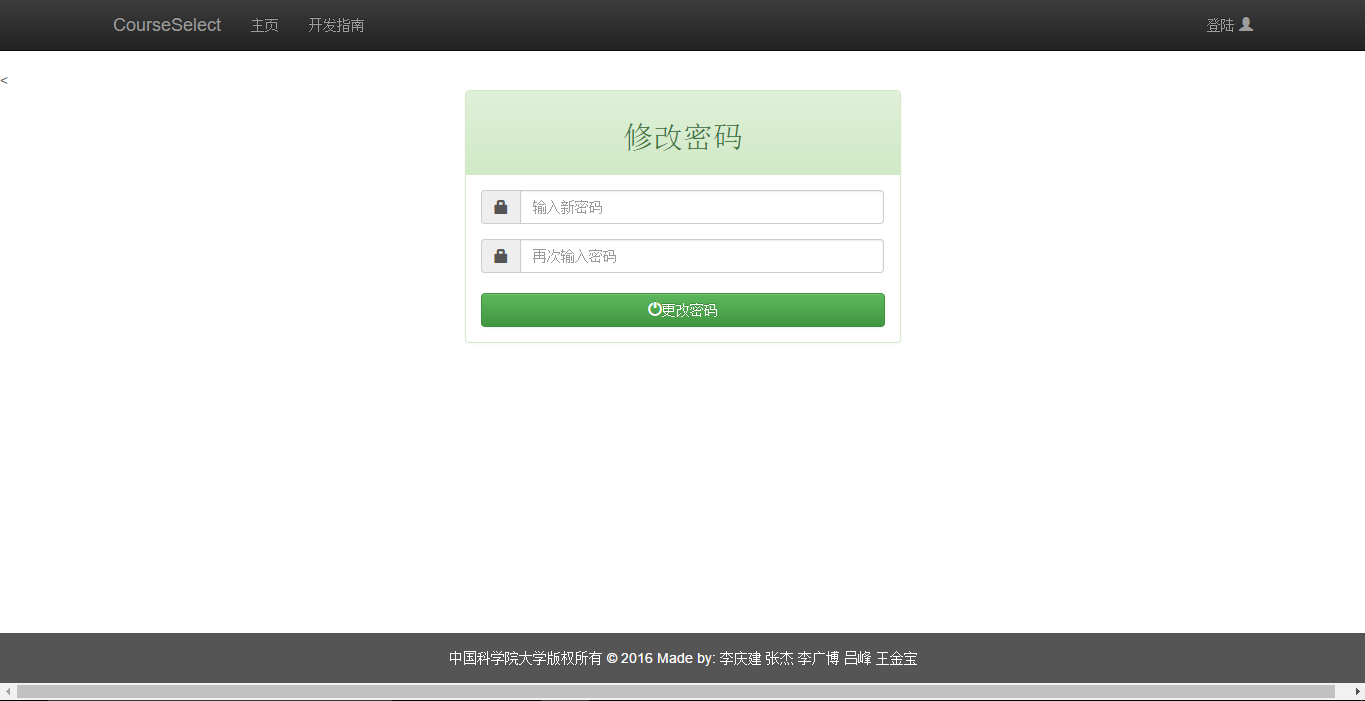 CourseSelect 主页 开发指南 登陆
<
修改密码
输入新密码
再次输入密码
更改密码
中国科学院大学版权所有 © 2016 Made by: 李庆建 张杰 李广博 吕峰 王金宝